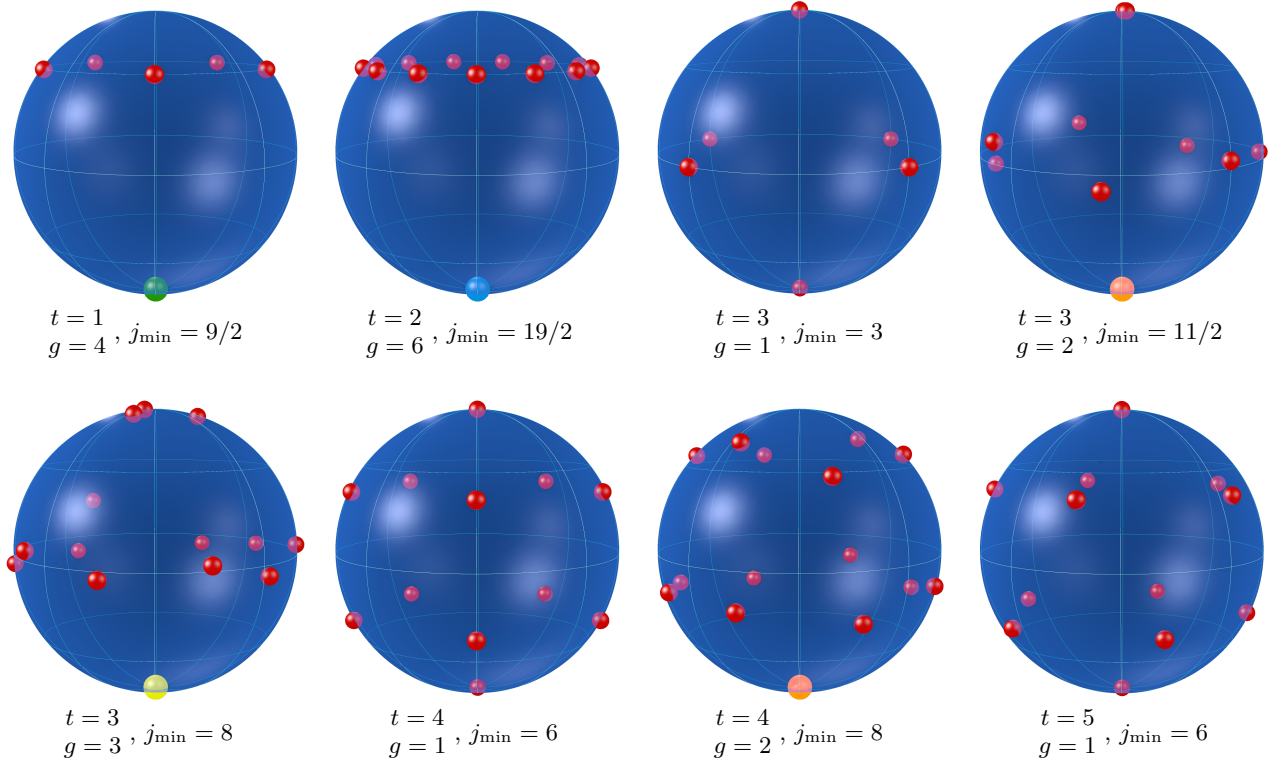 t = 1
g = 4 , j_min = 9/2
t = 2
g = 6 , j_min = 19/2
t = 3
g = 1 , j_min = 3
t = 3
g = 2 , j_min = 11/2
t = 3
g = 3 , j_min = 8
t = 4
g = 1 , j_min = 6
t = 4
g = 2 , j_min = 8
t = 5
g = 1 , j_min = 6